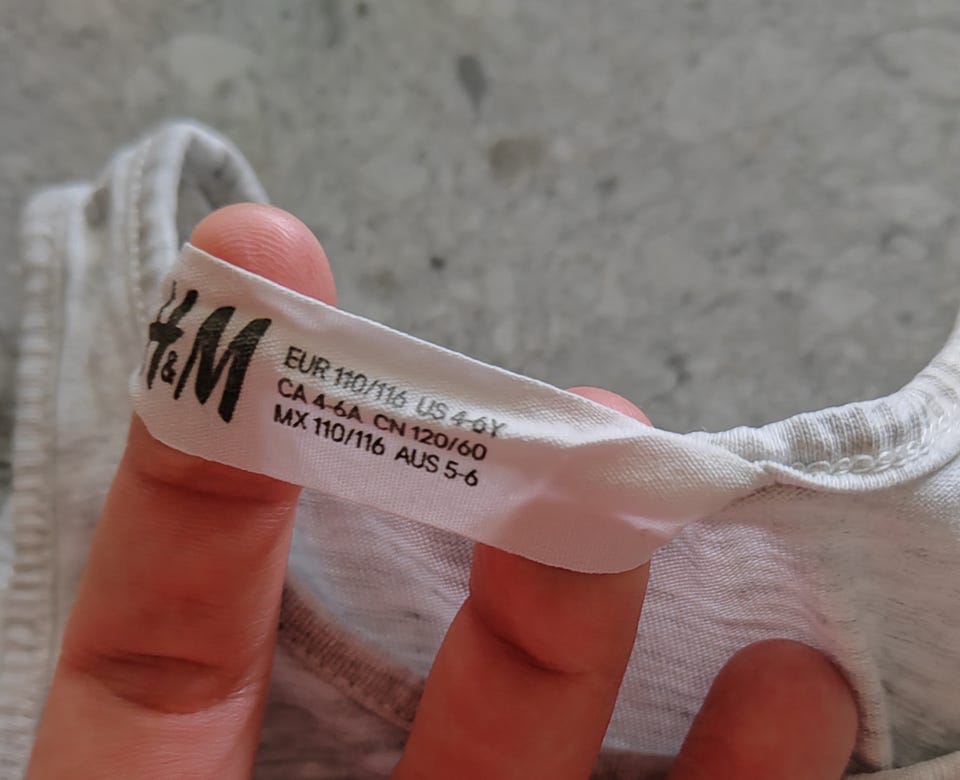 H&M
EUR 110/116 US 4-6Y
CA 4-6A CN 120/60
MX 110/116 AUS 5-6